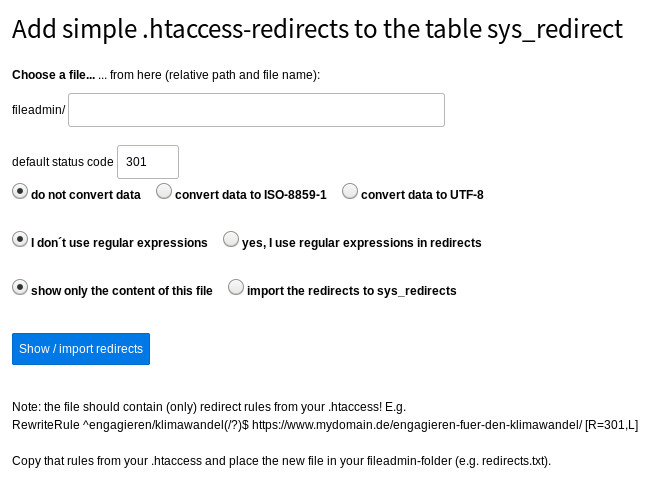 Add simple .htaccess-redirects to the table sys_redirect
Choose a file... ... from here (relative path and file name):
fileadmin/
default status code 301
do not convert data convert data to ISO-8859-1 convert data to UTF-8
I don´t use regular expressions yes, I use regular expressions in redirects
show only the content of this file import the redirects to sys_redirects
Show / import redirects
Note: the file should contain (only) redirect rules from your .htaccess! E.g.
RewriteRule ^engagieren/klimawandel(/?)$ https://www.mydomain.de/engagieren-fuer-den-klimawandel/ [R=301,L]
Copy that rules from your .htaccess and place the new file in your fileadmin-folder (e.g. redirects.txt).